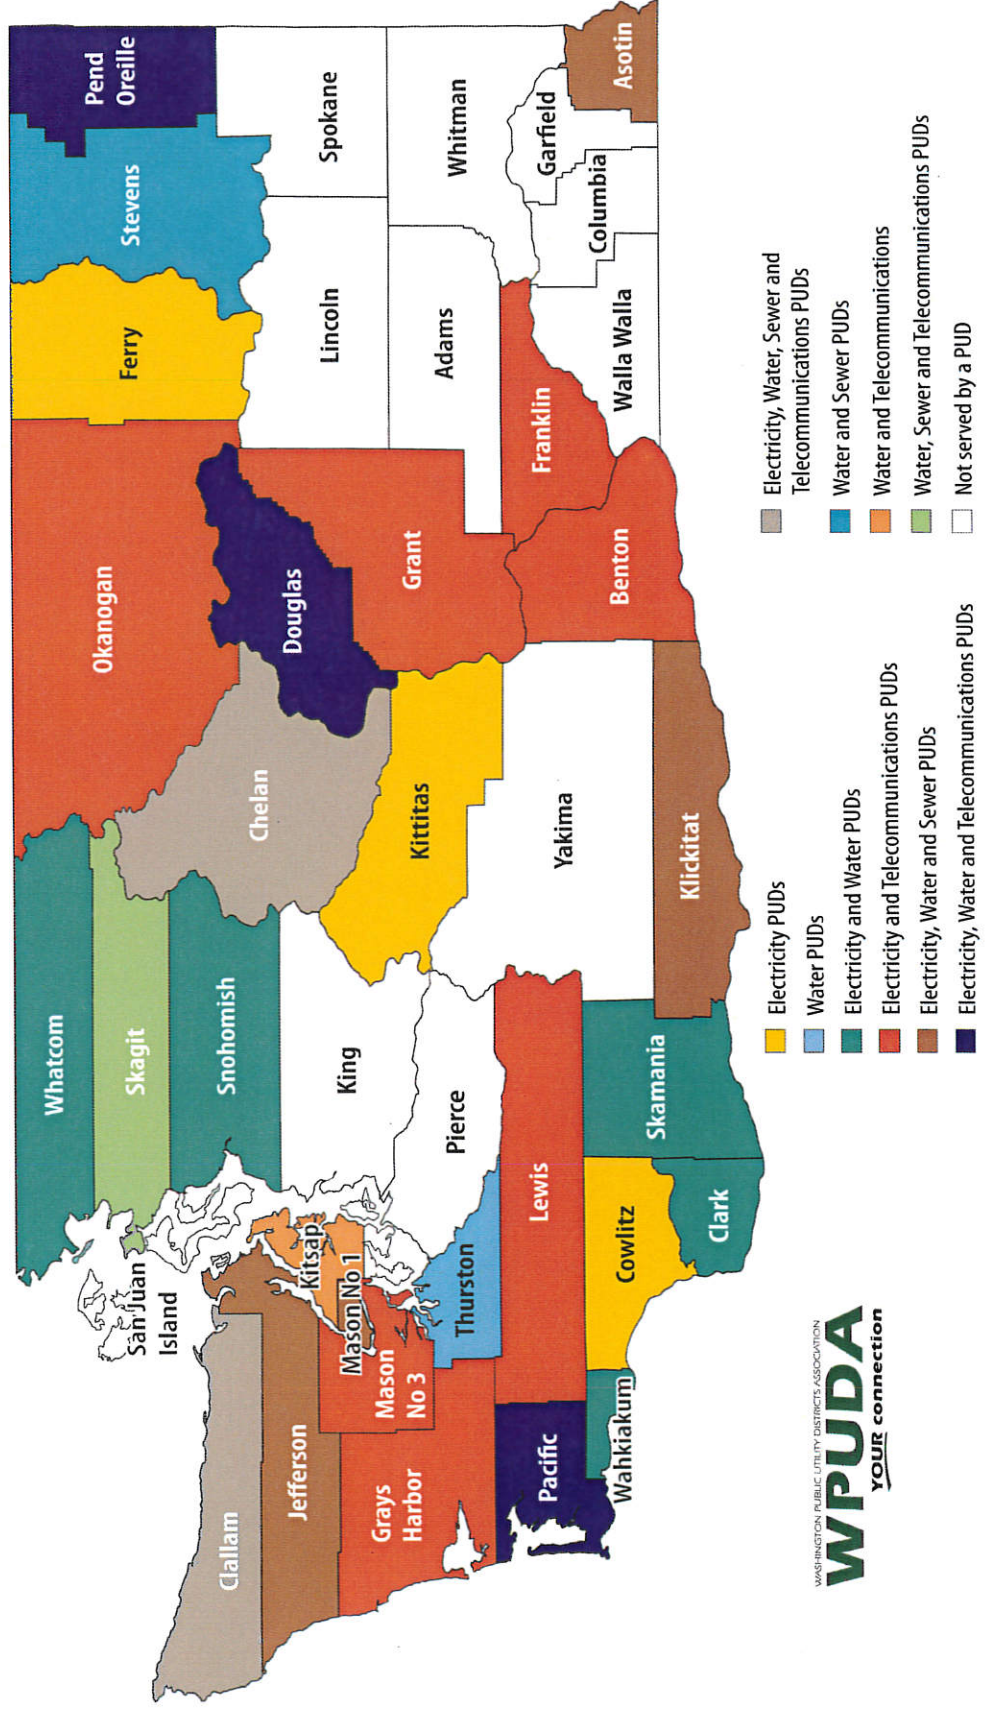 Whatcom
Skagit
Snohomish
San Juan
Island
King
Pierce
Kitsap
Mason No 1
Mason
No 3
Thurston
Clallam
Jefferson
Grays
Harbor
Pacific
Wahkiakum
Lewis
Cowlitz
Clark
Skamania
Okanogan
Chelan
Douglas
Kittitas
Grant
Yakima
Klickitat
Benton
Franklin
Ferry
Stevens
Pend
Oreille
Lincoln
Spokane
Adams
Whitman
Walla Walla
Columbia
Garfield
Asotin
WASHINGTON PUBLIC UTILITY DISTRICTS ASSOCIATION
WPUDA
YOUR connection
Electricity PUDs
Water PUDs
Electricity and Water PUDs
Electricity and Telecommunications PUDs
Electricity, Water and Sewer PUDs
Electricity, Water and Telecommunications PUDs
Electricity, Water, Sewer and
Telecommunications PUDs
Water and Sewer PUDs
Water and Telecommunications
Water, Sewer and Telecommunications PUDs
Not served by a PUD